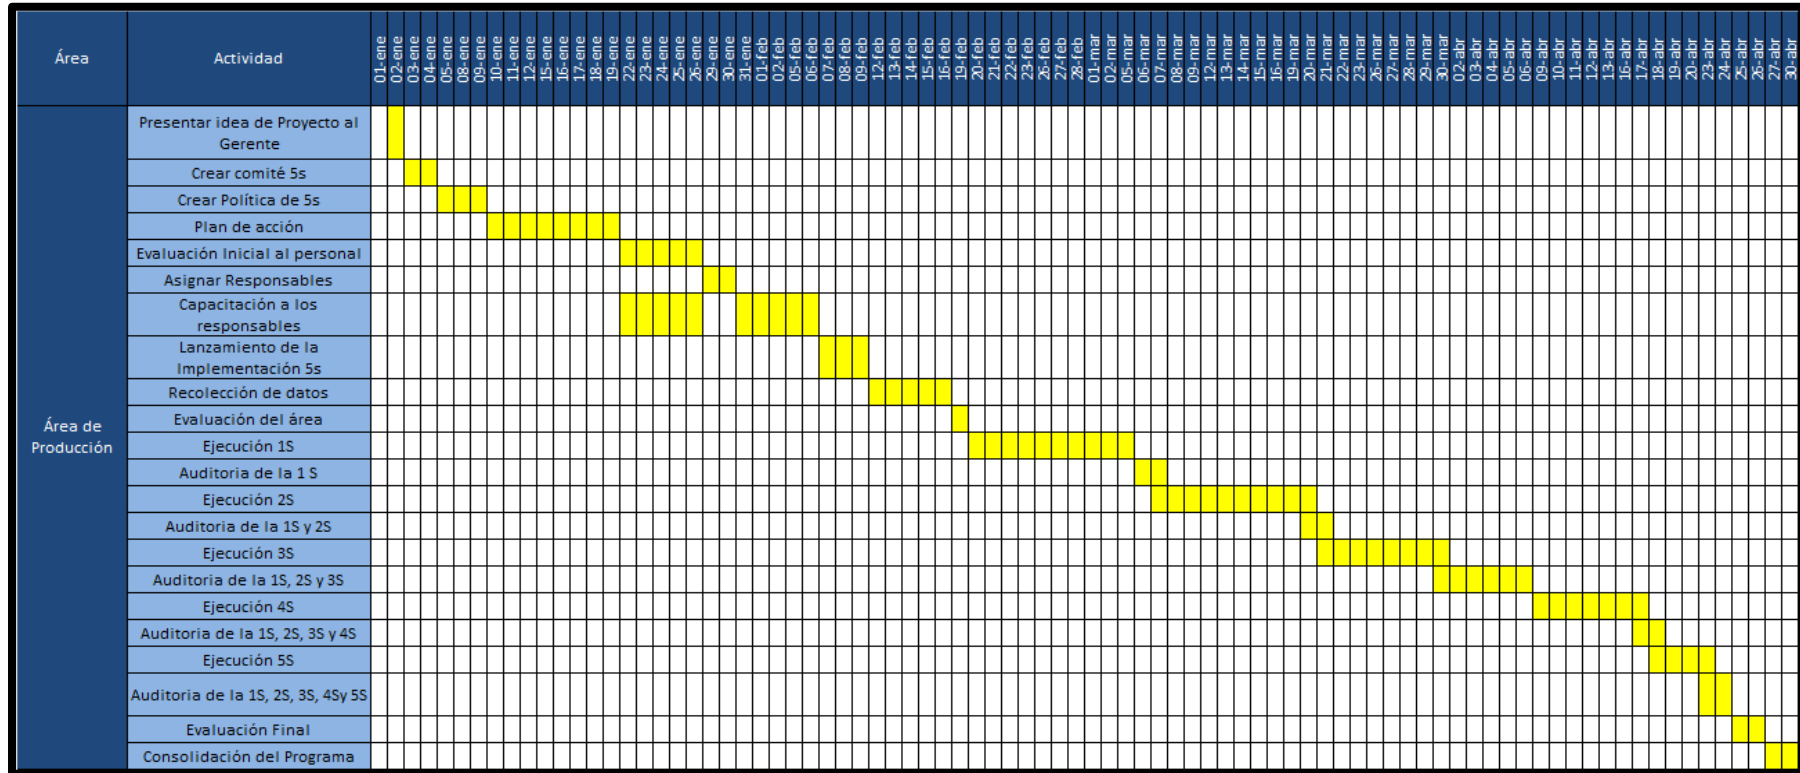 Área
Actividad
01-ene
02-ene
03-ene
04-ene
05-ene
08-ene
09-ene
10-ene
11-ene
12-ene
15-ene
16-ene
17-ene
18-ene
19-ene
22-ene
23-ene
24-ene
25-ene
26-ene
29-ene
30-ene
31-ene
01-feb
02-feb
05-feb
06-feb
07-feb
08-feb
09-feb
12-feb
13-feb
14-feb
15-feb
16-feb
19-feb
20-feb
21-feb
22-feb
23-feb
26-feb
27-feb
28-feb
01-mar
02-mar
05-mar
06-mar
07-mar
08-mar
09-mar
12-mar
13-mar
14-mar
15-mar
16-mar
19-mar
20-mar
21-mar
22-mar
23-mar
26-mar
27-mar
28-mar
29-mar
30-mar
02-abr
03-abr
04-abr
05-abr
06-abr
09-abr
10-abr
11-abr
12-abr
13-abr
16-abr
17-abr
18-abr
19-abr
20-abr
23-abr
24-abr
25-abr
26-abr
27-abr
30-abr
Área de
Producción
Presentar idea de Proyecto al
Gerente
Crear comité 5s
Crear Política de 5s
Plan de acción
Evaluación Inicial al personal
Asignar Responsables
Capacitación a los
responsables
Lanzamiento de la
Implementación 5s
Recolección de datos
Evaluación del área
Ejecución 1S
Auditoria de la 1 S
Ejecución 2S
Auditoria de la 1S y 2S
Ejecución 3S
Auditoria de la 1S, 2S y 3S
Ejecución 4S
Auditoria de la 1S, 2S, 3S y 4S
Ejecución 5S
Auditoria de la 1S, 2S, 3S, 4Sy 5S
Evaluación Final
Consolidación del Programa